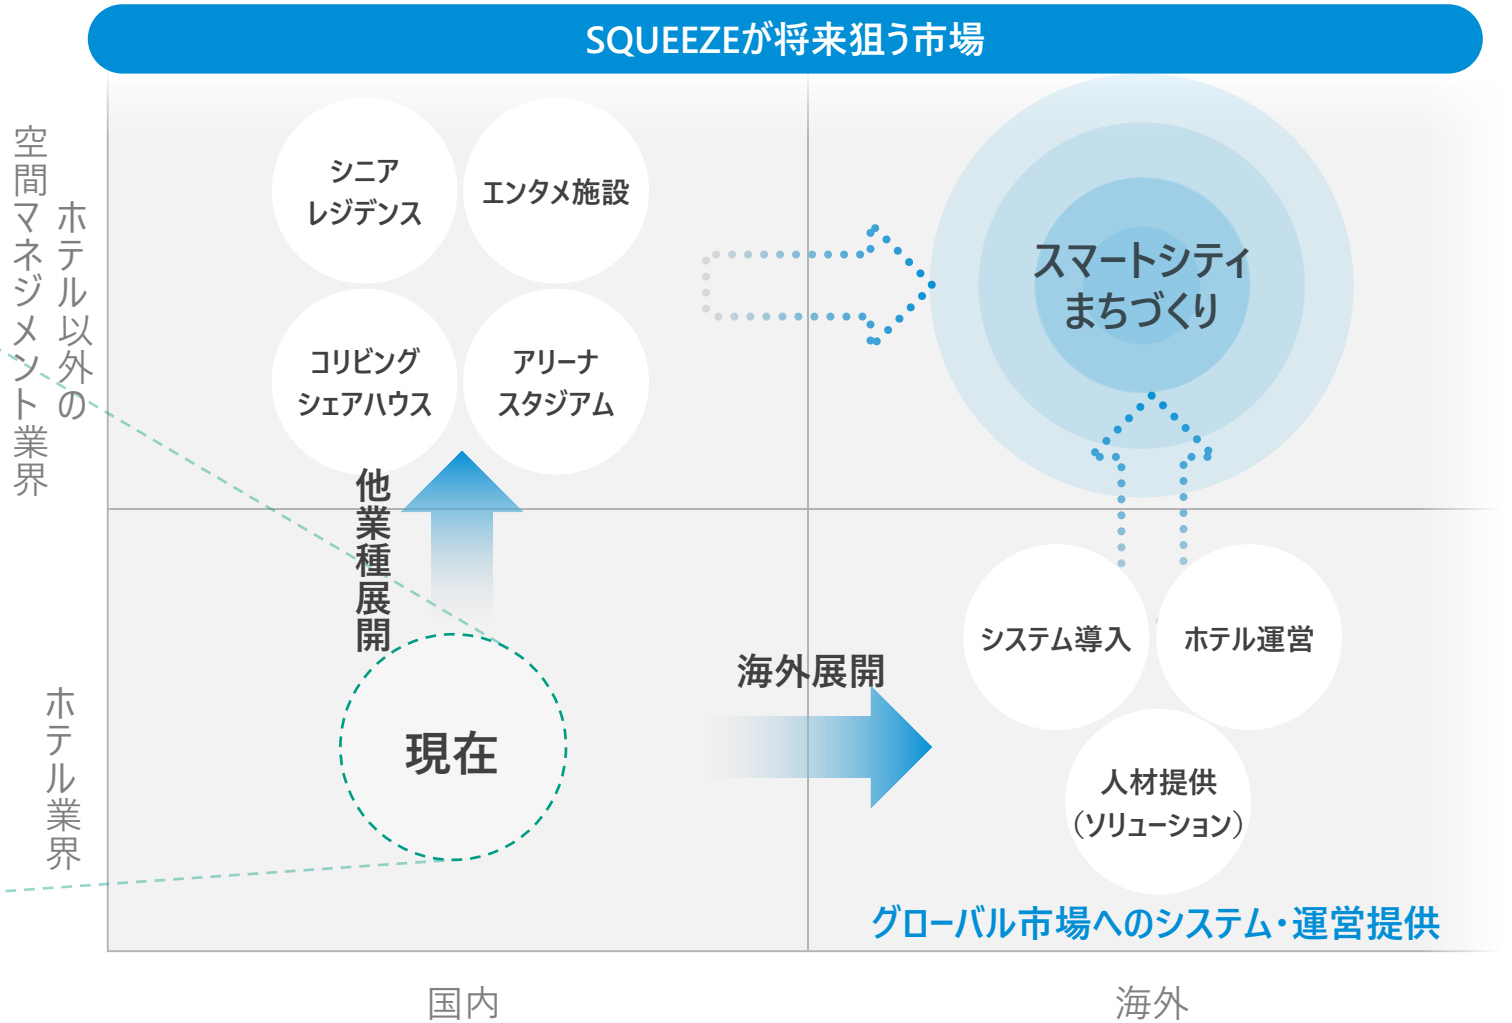 SQUEEZEが将来狙う市場
ホテル以外の
空間マネジメント業界
シニア
レジデンス
エンタメ施設
コリビング
シェアハウス
アリーナ
スタジアム
スマートシティ
まちづくり
他業種展開
ホテル業界
現在
海外展開
システム導入
ホテル運営
人材提供
（ソリューション）
グローバル市場へのシステム・運営提供
国内
海外